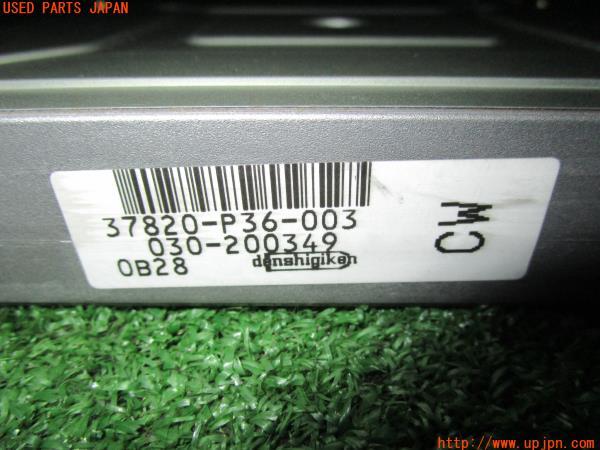 USED PARTS JAPAN
37820-P36-003
030-200349
0B28
denshigiken
CW
http://www.upjpn.com/